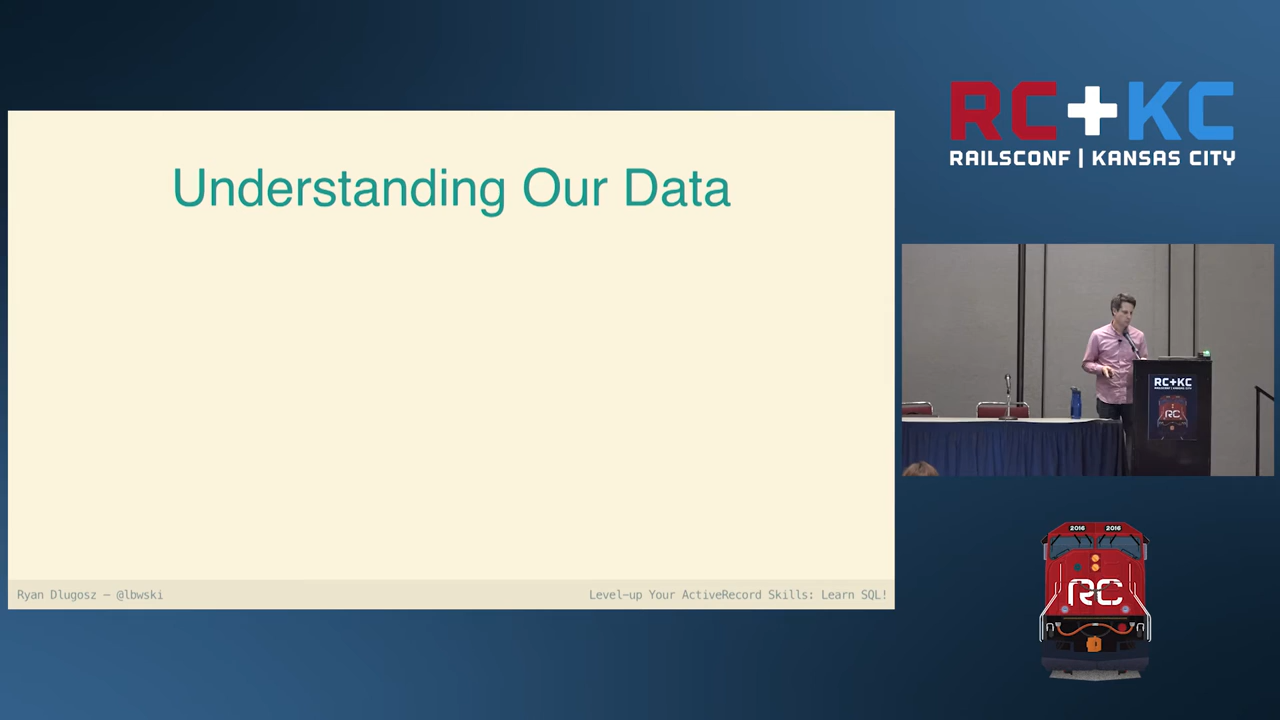 Understanding Our Data
Ryan Dlugosz – @lbwski
Level-up Your ActiveRecord Skills: Learn SQL!
RC+KC
RAILSCONF | KANSAS CITY
RC+KC
RC
2016
2016
RC